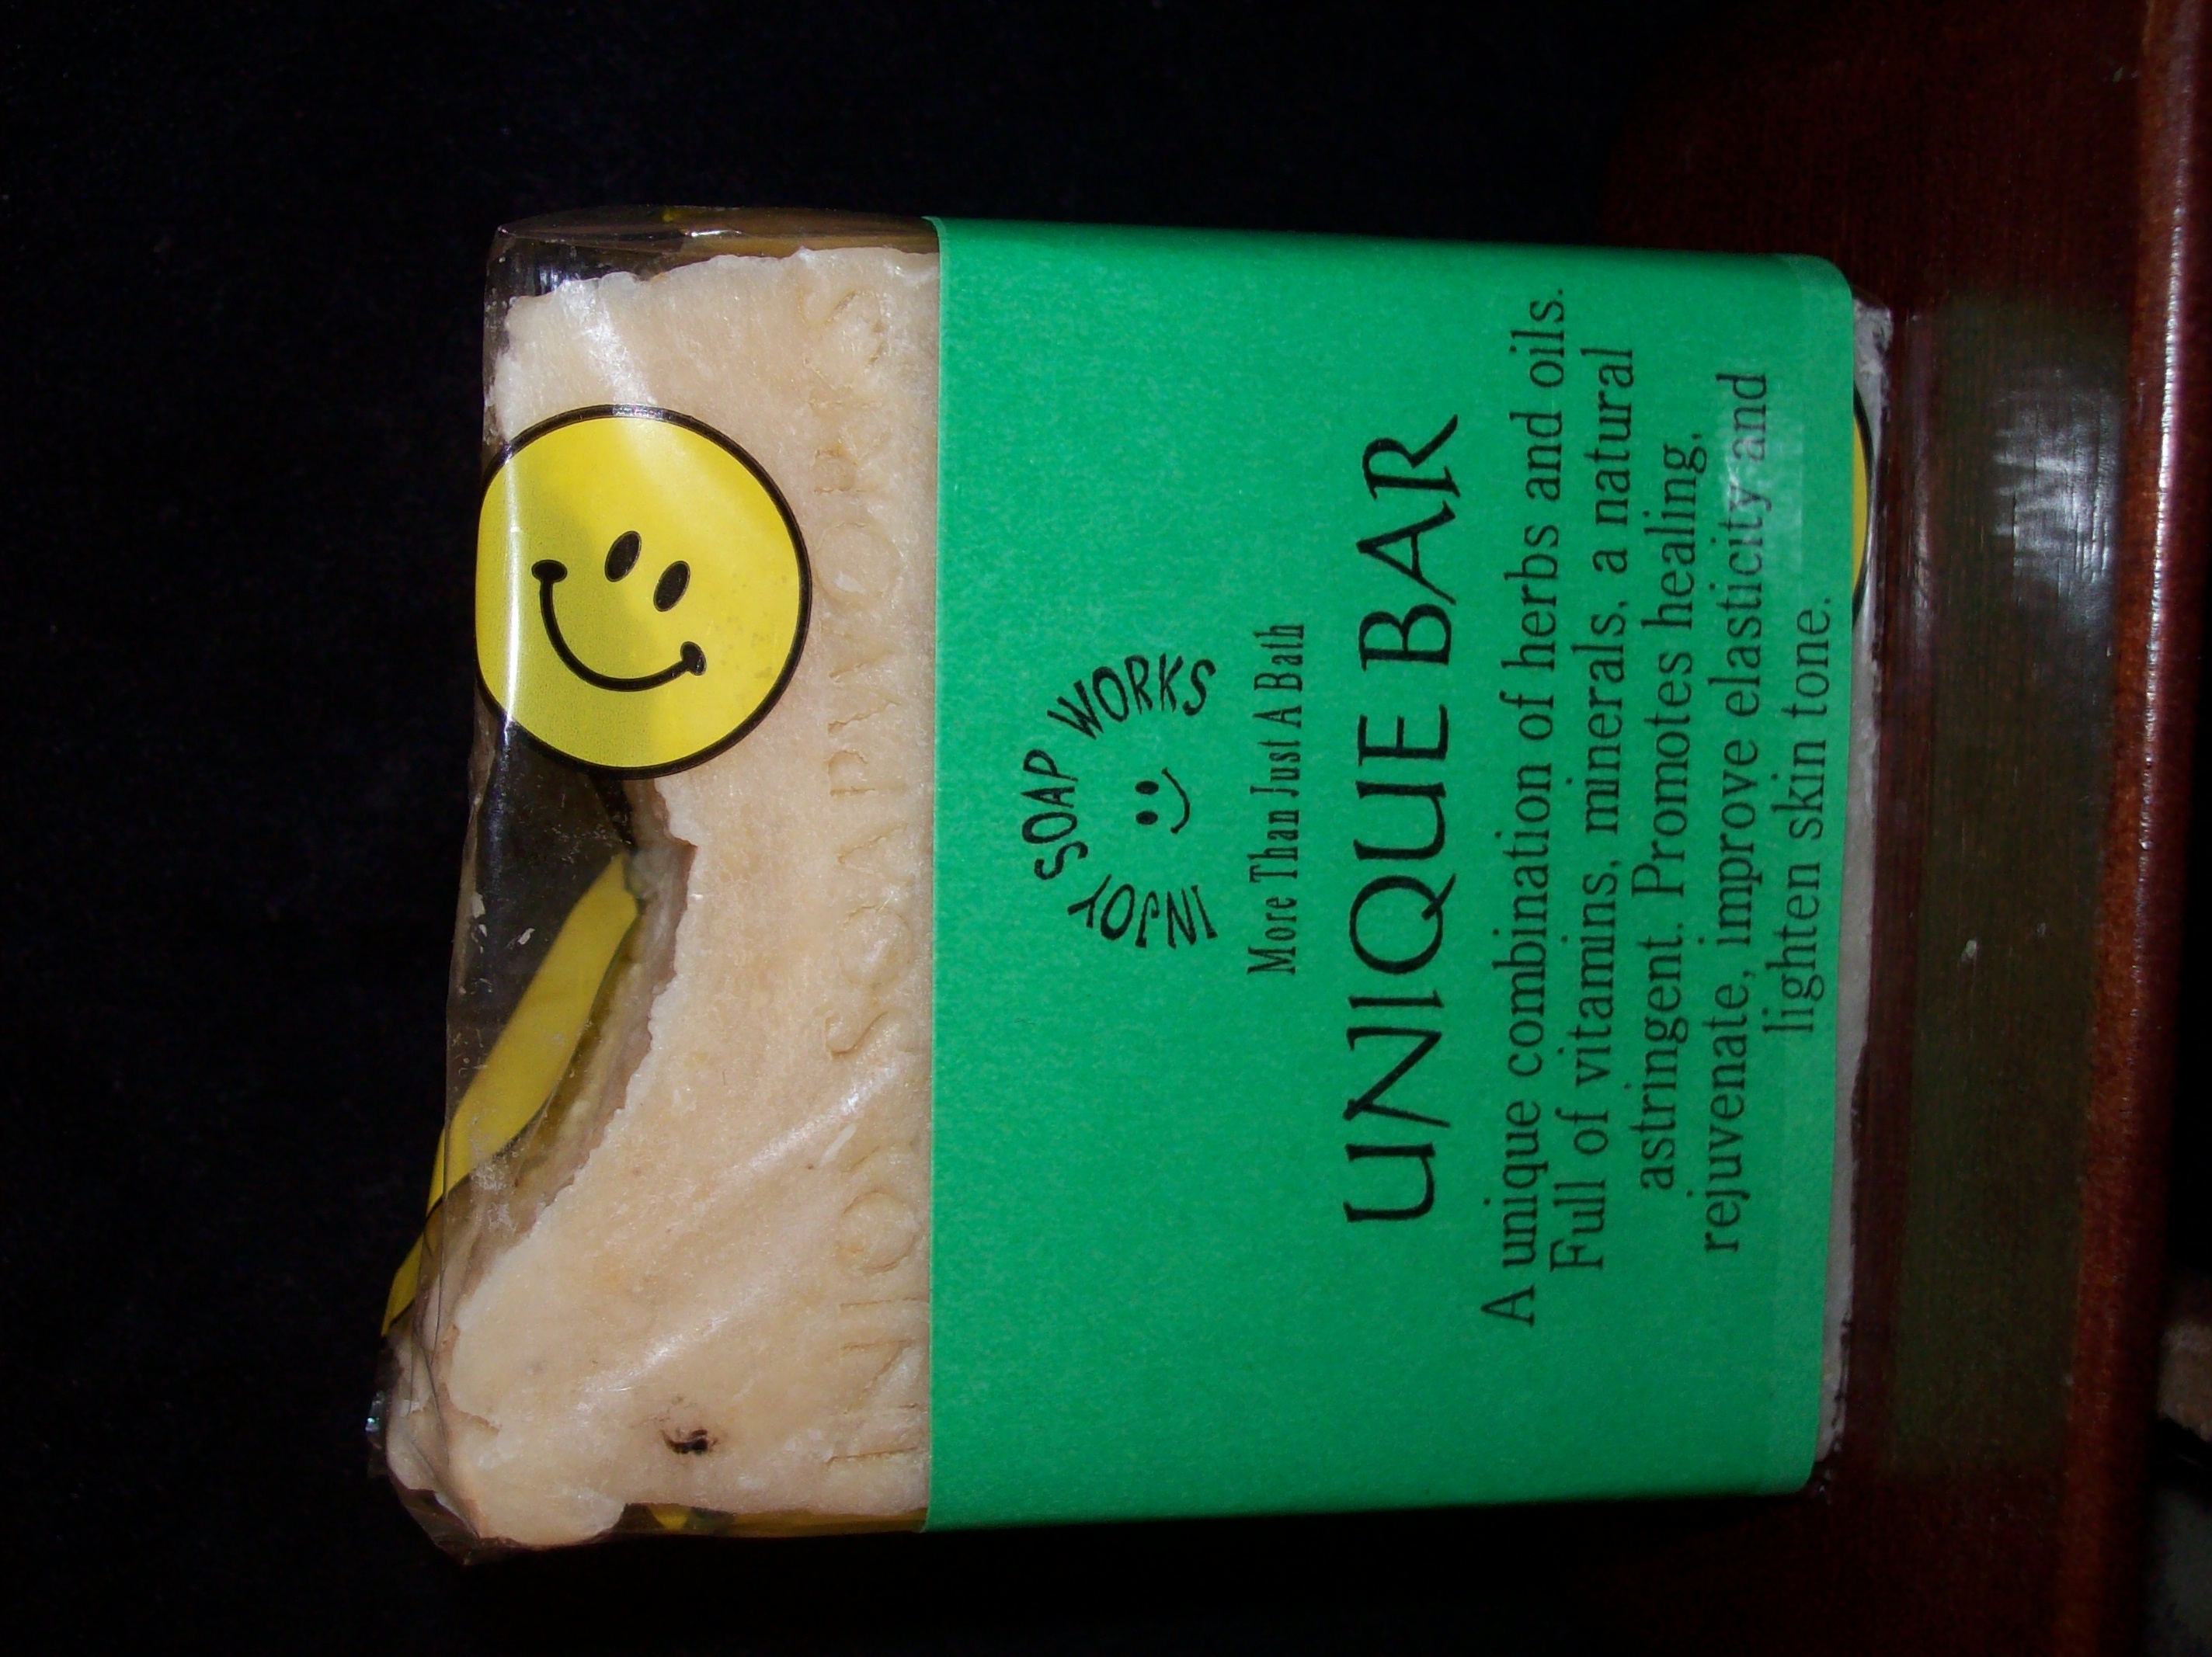 INJOY SOAP WORKS
More Than Just A Bath
UNIQUE BAR
A unique combination of herbs and oils.
Full of vitamins, minerals, a natural
astringent. Promotes healing,
rejuvenate, improve elasticity and
lighten skin tone.